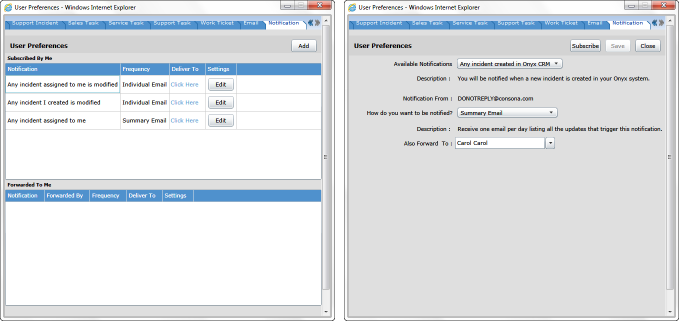 User Preferences - Windows Internet Explorer
Support Incident Sales Task Service Task Support Task Work Ticket Email Notification
User Preferences Add
Subscribed By Me
Notification Frequency Deliver To Settings
Any incident assigned to me is modified Individual Email Click Here Edit
Any incident I created is modified Individual Email Click Here Edit
Any incident assigned to me Summary Email Click Here Edit
Forwarded To Me
Notification Forwarded By Frequency Deliver To Settings
User Preferences - Windows Internet Explorer
Support Incident Sales Task Service Task Support Task Work Ticket Email Notification
User Preferences Subscribe Save Close
Available Notifications Any incident created in Onyx CRM
Description : You will be notified when a new incident is created in your Onyx system.
Notification From : DONOTREPLY@consona.com
How do you want to be notified? Summary Email
Description : Receive one email per day listing all the updates that trigger this notification.
Also Forward To : Carol Carol